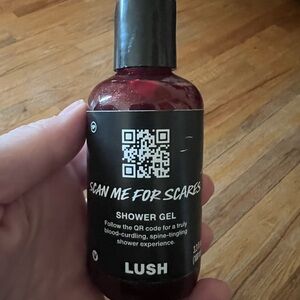 SCAN ME FOR SCARES
SHOWER GEL
Follow the QR code for a truly
blood-curdling, spine-tingling
shower experience.
LUSH